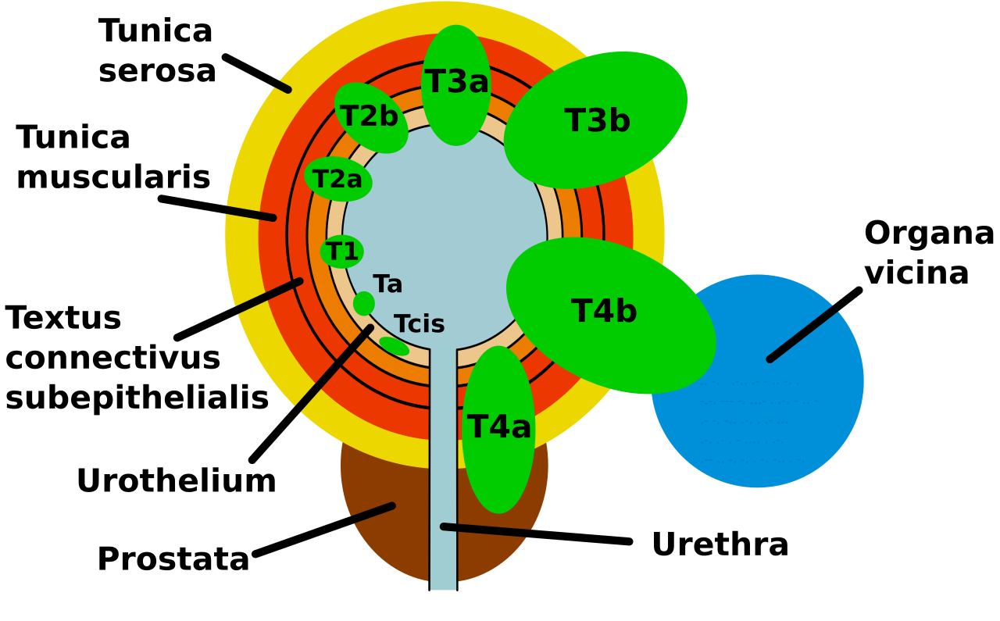 Tunica
serosa
T3a
T2b
T3b
Tunica
muscularis
T2a
Organa
vicina
T1
Ta
Tcis
T4b
Textus
connectivus
subepithelialis
T4a
Urothelium
Prostata
Urethra